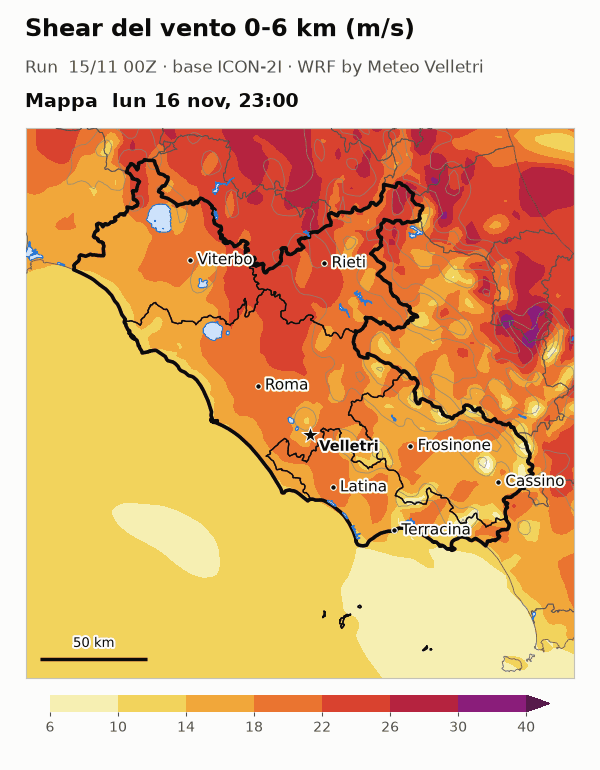 Shear del vento 0-6 km (m/s)
Run  15/11 00Z · base ICON-2I · WRF by Meteo Velletri
Mappa  lun 16 nov, 23:00
Viterbo
Rieti
Roma
Velletri
Frosinone
Latina
Cassino
Terracina
50 km
6 10 14 18 22 26 30 40